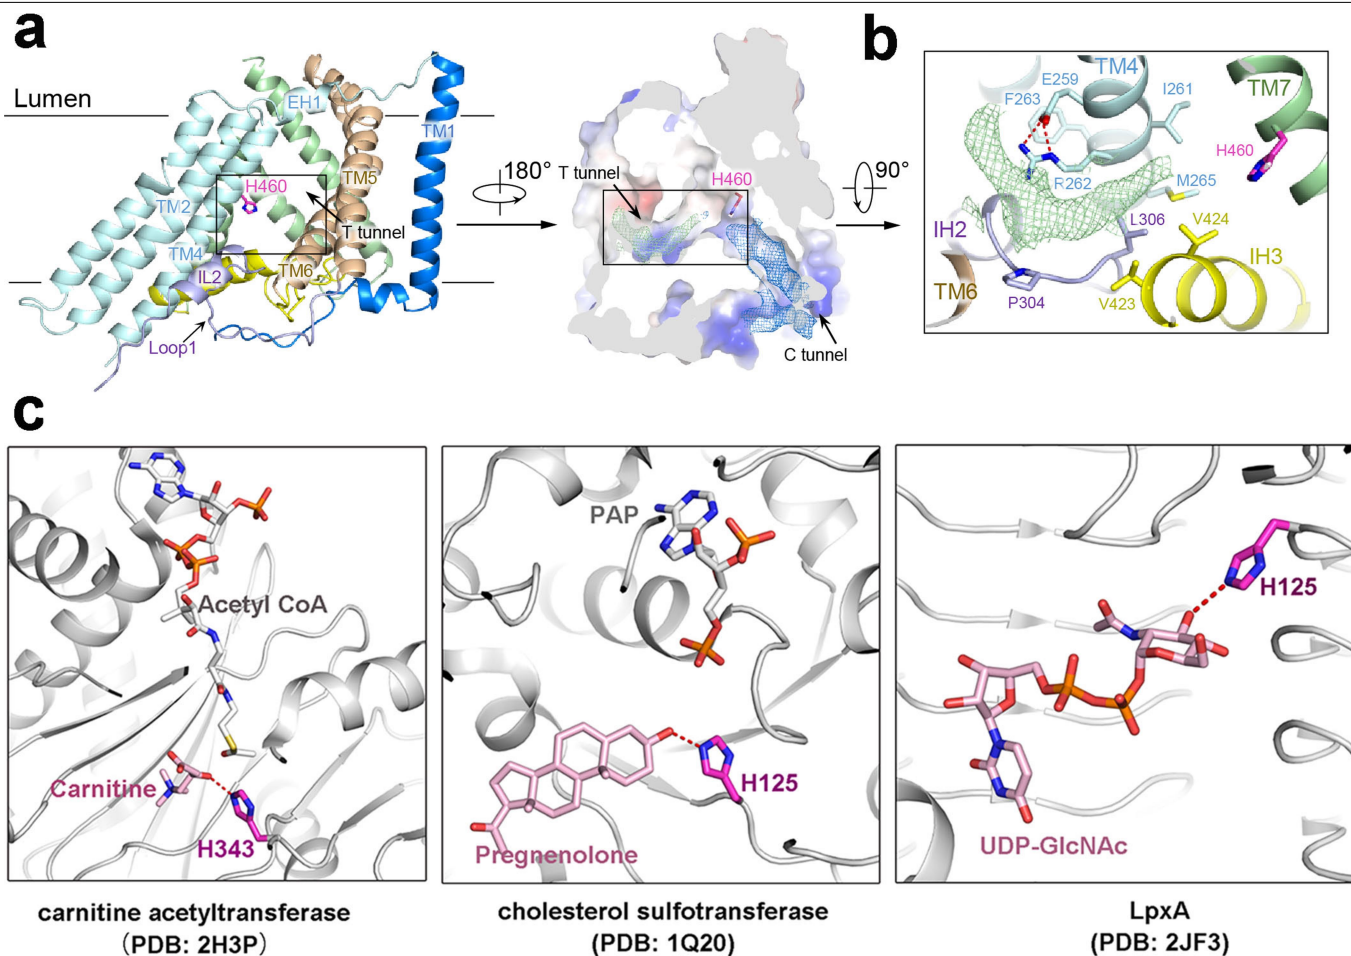 a
Lumen
EH1
TM1
H460
TM5
TM2
T tunnel
TM4
IL2
TM6
Loop1
180°
T tunnel
H460
C tunnel
90°
b
E259
TM4
F263
I261
TM7
H460
R262
M265
IH2
L306
V424
IH3
TM6
P304
V423
c
Acetyl CoA
Carnitine
H343
carnitine acetyltransferase
(PDB: 2H3P)
PAP
H125
Pregnenolone
cholesterol sulfotransferase
(PDB: 1Q20)
H125
UDP-GlcNAc
LpxA
(PDB: 2JF3)